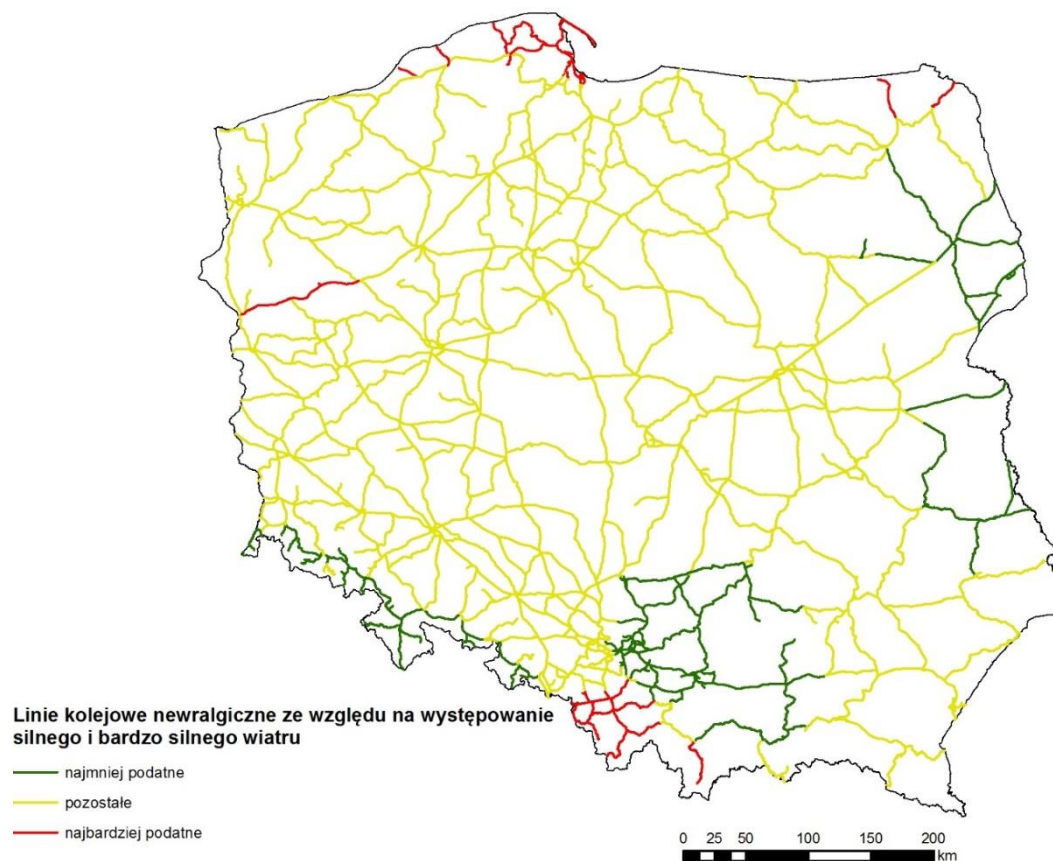 Linie kolejowe newralgiczne ze względu na występowanie
silnego i bardzo silnego wiatru
najmniej podatne
pozostałe
najbardziej podatne
0 25 50 100 150 200
km